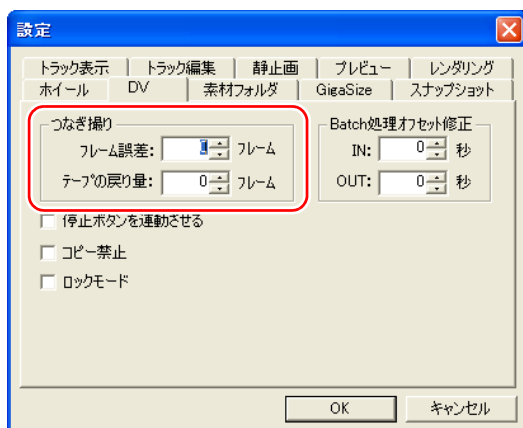 設定
トラック表示 トラック編集 静止画 プレビュー レンダリング
ホイール DV 素材フォルダ GigaSize スナップショット
つなぎ撮り Batch処理オフセット修正
フレーム誤差: フレーム IN: 0 秒
テープの戻り量: 0 フレーム OUT: 0 秒
停止ボタンを連動させる
コピー禁止
ロックモード
OK キャンセル